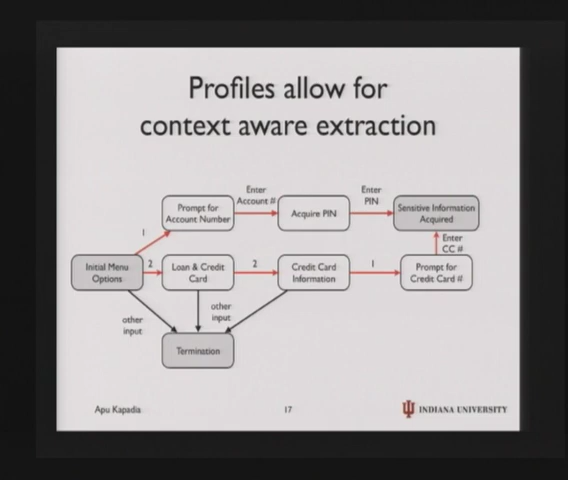 Profiles allow for
context aware extraction
Prompt for
Account Number
Enter
Account #
Acquire PIN
Enter
PIN
Sensitive Information
Acquired
1
Enter
CC #
Initial Menu
Options
2
Loan & Credit
Card
2
Credit Card
Information
1
Prompt for
Credit Card #
other
input
other
input
Termination
Apu Kapadia
17
INDIANA UNIVERSITY